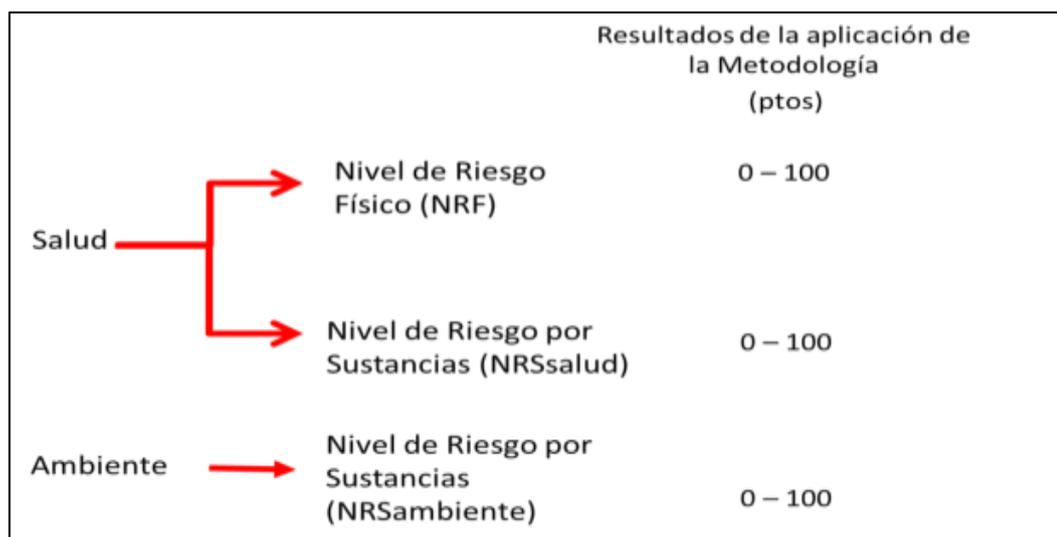 Resultados de la aplicación de
la Metodología
(ptos)
Nivel de Riesgo
Físico (NRF)
0 – 100
Salud
Nivel de Riesgo por
Sustancias (NRSsalud)
0 – 100
Ambiente
Nivel de Riesgo por
Sustancias
(NRSambiente)
0 – 100